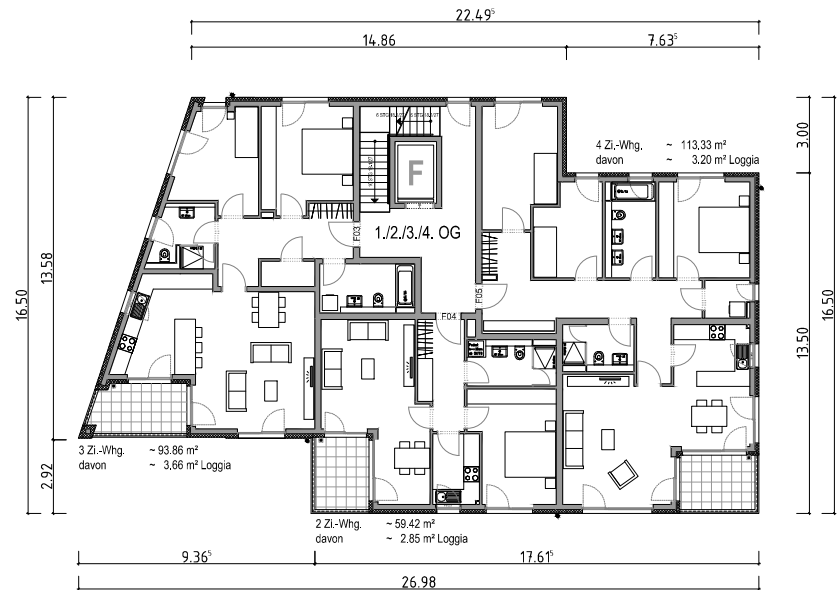 22.49⁵
14.86
7.63⁵
3.00
4 Zi.-Whg. ~ 113,33 m²
davon ~ 3.20 m² Loggia
F
F03
1./2./3./4. OG
13.58
16.50
F05
F04
16.50
13.50
3 Zi.-Whg. ~ 93.86 m²
davon ~ 3,66 m² Loggia
2.92
2 Zi.-Whg. ~ 59.42 m²
davon ~ 2.85 m² Loggia
9.36⁵
17.61⁵
26.98